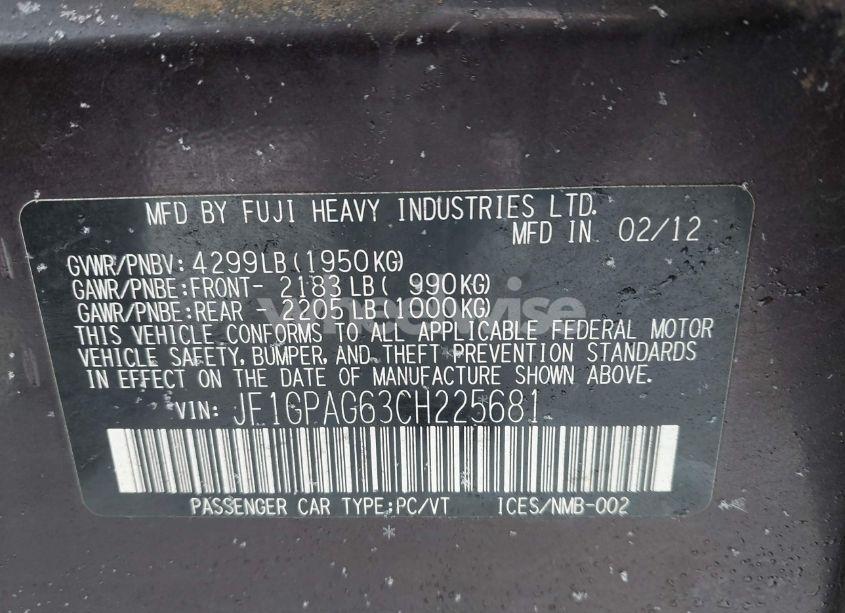 MFD BY FUJI HEAVY INDUSTRIES LTD.
MFD IN 02/12
GVWR/PNBV: 4299LB(1950KG)
GAWR/PNBE:FRONT- 2183LB( 990KG)
GAWR/PNBE:REAR - 2205LB(1000KG)
THIS VEHICLE CONFORMS TO ALL APPLICABLE FEDERAL MOTOR
VEHICLE SAFETY, BUMPER, AND THEFT PREVENTION STANDARDS
IN EFFECT ON THE DATE OF MANUFACTURE SHOWN ABOVE.
VIN: JF1GPAG63CH225681
PASSENGER CAR TYPE:PC/VT ICES/NMB-002